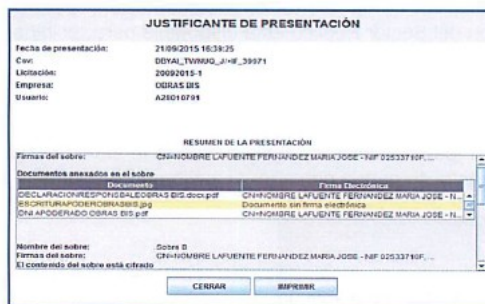 JUSTIFICANTE DE PRESENTACIÓN
Fecha de presentación: 21/09/2015 16:39:25
Csv:
Licitación: 20092015-1
Empresa: OBRAS BIS
Usuario: A28010791
RESUMEN DE LA PRESENTACIÓN
Firmas del sobre: CN=NOMBRE LAFUENTE FERNANDEZ MARIA JOSE - NIF 02533710F, ...
Documentos anexados en el sobre
Documento Firma Electrónica
DECLARACIONRESPONSBLEOBRAS BIS.docx.pdf CN=NOMBRE LAFUENTE FERNANDEZ MARIA JOSE - N...
ESCRITURAPODEROBRASBIS.jpg Documento sin firma electrónica
DNI APODERADO OBRAS BIS.pdf CN=NOMBRE LAFUENTE FERNANDEZ MARIA JOSE - N...
Nombre del sobre: Sobre B
Firmas del sobre: CN=NOMBRE LAFUENTE FERNANDEZ MARIA JOSE - NIF 02533710F, ...
El contenido del sobre está cifrado
CERRAR IMPRIMIR